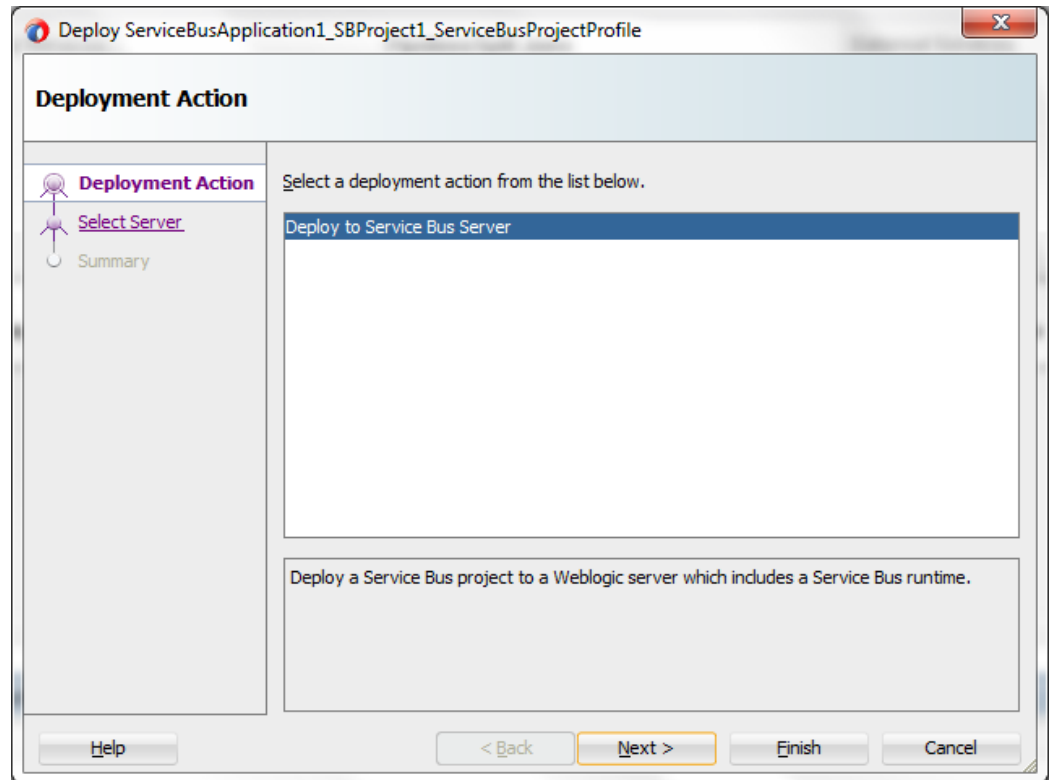 Deploy ServiceBusApplication1_SBProject1_ServiceBusProjectProfile
Deployment Action
Deployment Action
Select Server
Summary
Select a deployment action from the list below.
Deploy to Service Bus Server
Deploy a Service Bus project to a Weblogic server which includes a Service Bus runtime.
Help
< Back
Next >
Finish
Cancel